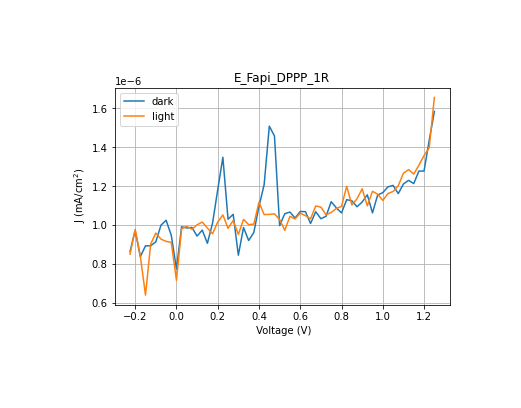 E_Fapi_DPPP_1R
1e−6
dark
light
1.6
1.4
1.2
1.0
0.8
0.6
J (mA/cm²)
−0.2 0.0 0.2 0.4 0.6 0.8 1.0 1.2
Voltage (V)